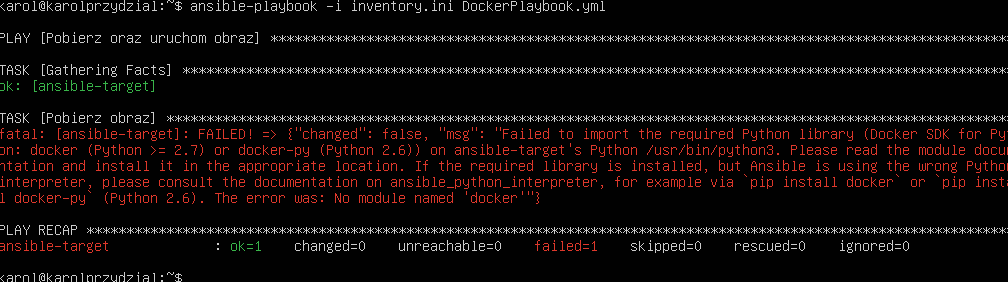 karol@karolprzydzial:~$ ansible-playbook -i inventory.ini DockerPlaybook.yml
PLAY [Pobierz oraz uruchom obraz] ******************************************************************************************
TASK [Gathering Facts] *****************************************************************************************************
ok: [ansible-target]
TASK [Pobierz obraz] *******************************************************************************************************
fatal: [ansible-target]: FAILED! => {"changed": false, "msg": "Failed to import the required Python library (Docker SDK for Py
on: docker (Python >= 2.7) or docker-py (Python 2.6)) on ansible-target's Python /usr/bin/python3. Please read the module docu
ntation and install it in the appropriate location. If the required library is installed, but Ansible is using the wrong Pytho
interpreter, please consult the documentation on ansible_python_interpreter, for example via `pip install docker` or `pip inst
l docker-py` (Python 2.6). The error was: No module named 'docker'"}
PLAY RECAP *****************************************************************************************************************
ansible-target : ok=1 changed=0 unreachable=0 failed=1 skipped=0 rescued=0 ignored=0
karol@karolprzydzial:~$